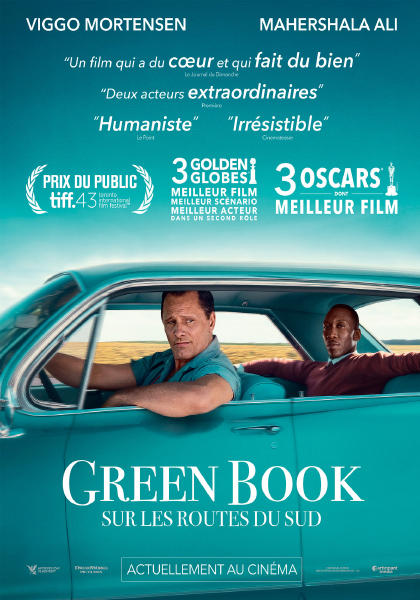 VIGGO MORTENSEN MAHERSHALA ALI
“Un film qui a du cœur et qui fait du bien”
Le Journal du Dimanche
“Deux acteurs extraordinaires”
Première
“Humaniste” “Irrésistible”
Le Point Cinemateaser
PRIX DU PUBLIC
tiff.43 toronto international film festival
3 GOLDEN GLOBES
MEILLEUR FILM
MEILLEUR SCÉNARIO
MEILLEUR ACTEUR
DANS UN SECOND RÔLE
3 OSCARS
DONT
MEILLEUR FILM
GREEN BOOK
SUR LES ROUTES DU SUD
ACTUELLEMENT AU CINÉMA
participant media